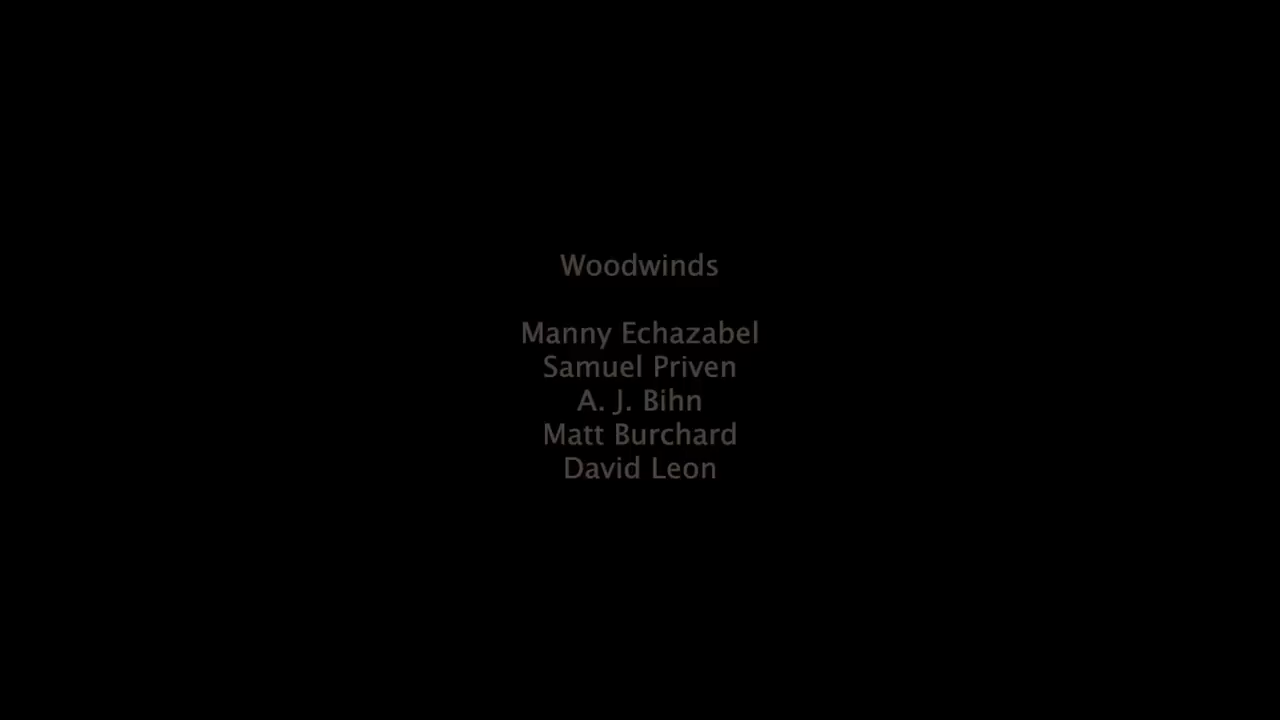 Woodwinds
Manny Echazabel
Samuel Priven
A. J. Bihn
Matt Burchard
David Leon